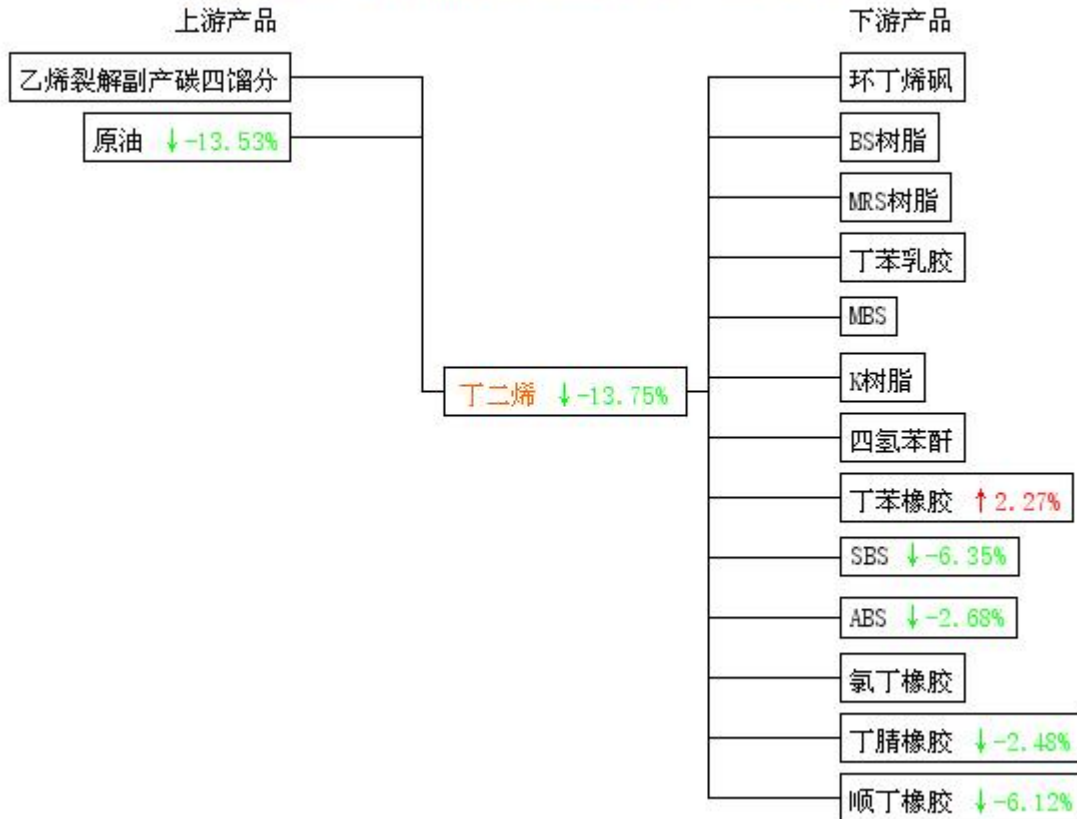 上游产品
下游产品
乙烯裂解副产碳四馏分
原油 ↓-13.53%
丁二烯 ↓-13.75%
环丁烯砜
BS树脂
MRS树脂
丁苯乳胶
MBS
K树脂
四氢苯酐
丁苯橡胶 ↑2.27%
SBS ↓-6.35%
ABS ↓-2.68%
氯丁橡胶
丁腈橡胶 ↓-2.48%
顺丁橡胶 ↓-6.12%